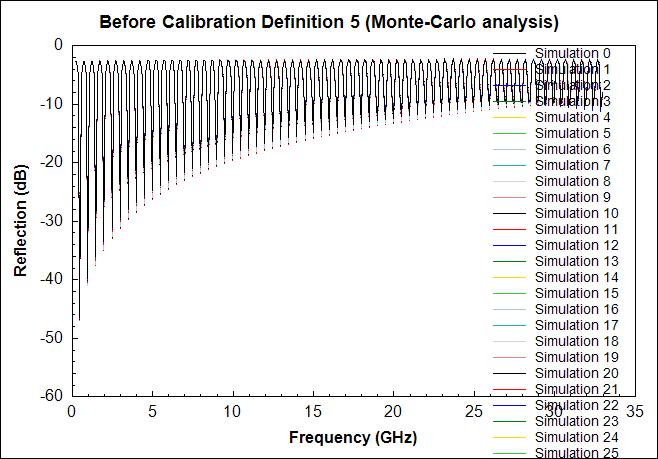 Before Calibration Definition 5 (Monte-Carlo analysis)
0
-10
-20
-30
-40
-50
-60
Reflection (dB)
0 5 10 15 20 25 30 35
Frequency (GHz)
Simulation 0
Simulation 1
Simulation 2
Simulation 3
Simulation 4
Simulation 5
Simulation 6
Simulation 7
Simulation 8
Simulation 9
Simulation 10
Simulation 11
Simulation 12
Simulation 13
Simulation 14
Simulation 15
Simulation 16
Simulation 17
Simulation 18
Simulation 19
Simulation 20
Simulation 21
Simulation 22
Simulation 23
Simulation 24
Simulation 25